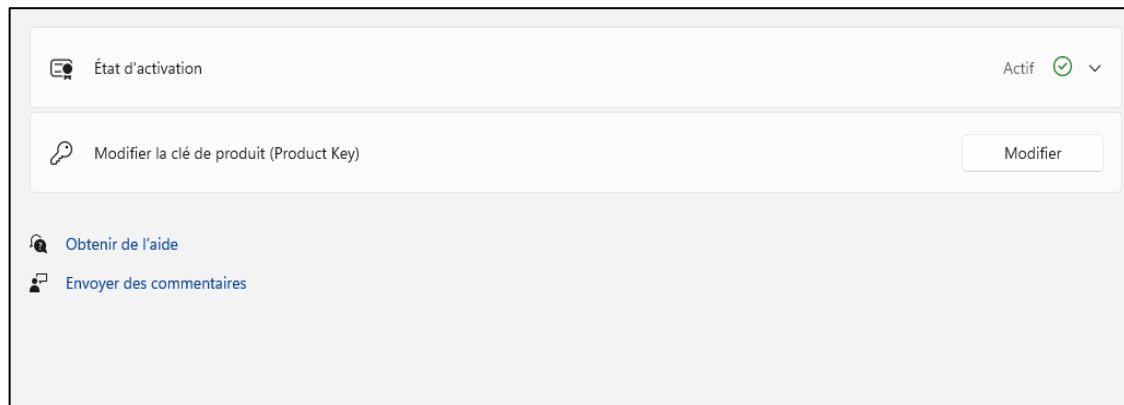 État d'activation
Actif
Modifier la clé de produit (Product Key)
Modifier
Obtenir de l’aide
Envoyer des commentaires